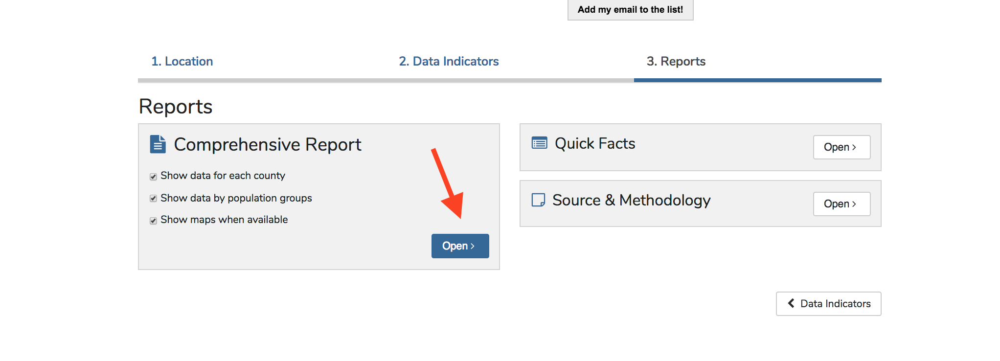 Add my email to the list!
1. Location
2. Data Indicators
3. Reports
Reports
Comprehensive Report
Show data for each county
Show data by population groups
Show maps when available
Open
Quick Facts
Open
Source & Methodology
Open
Data Indicators